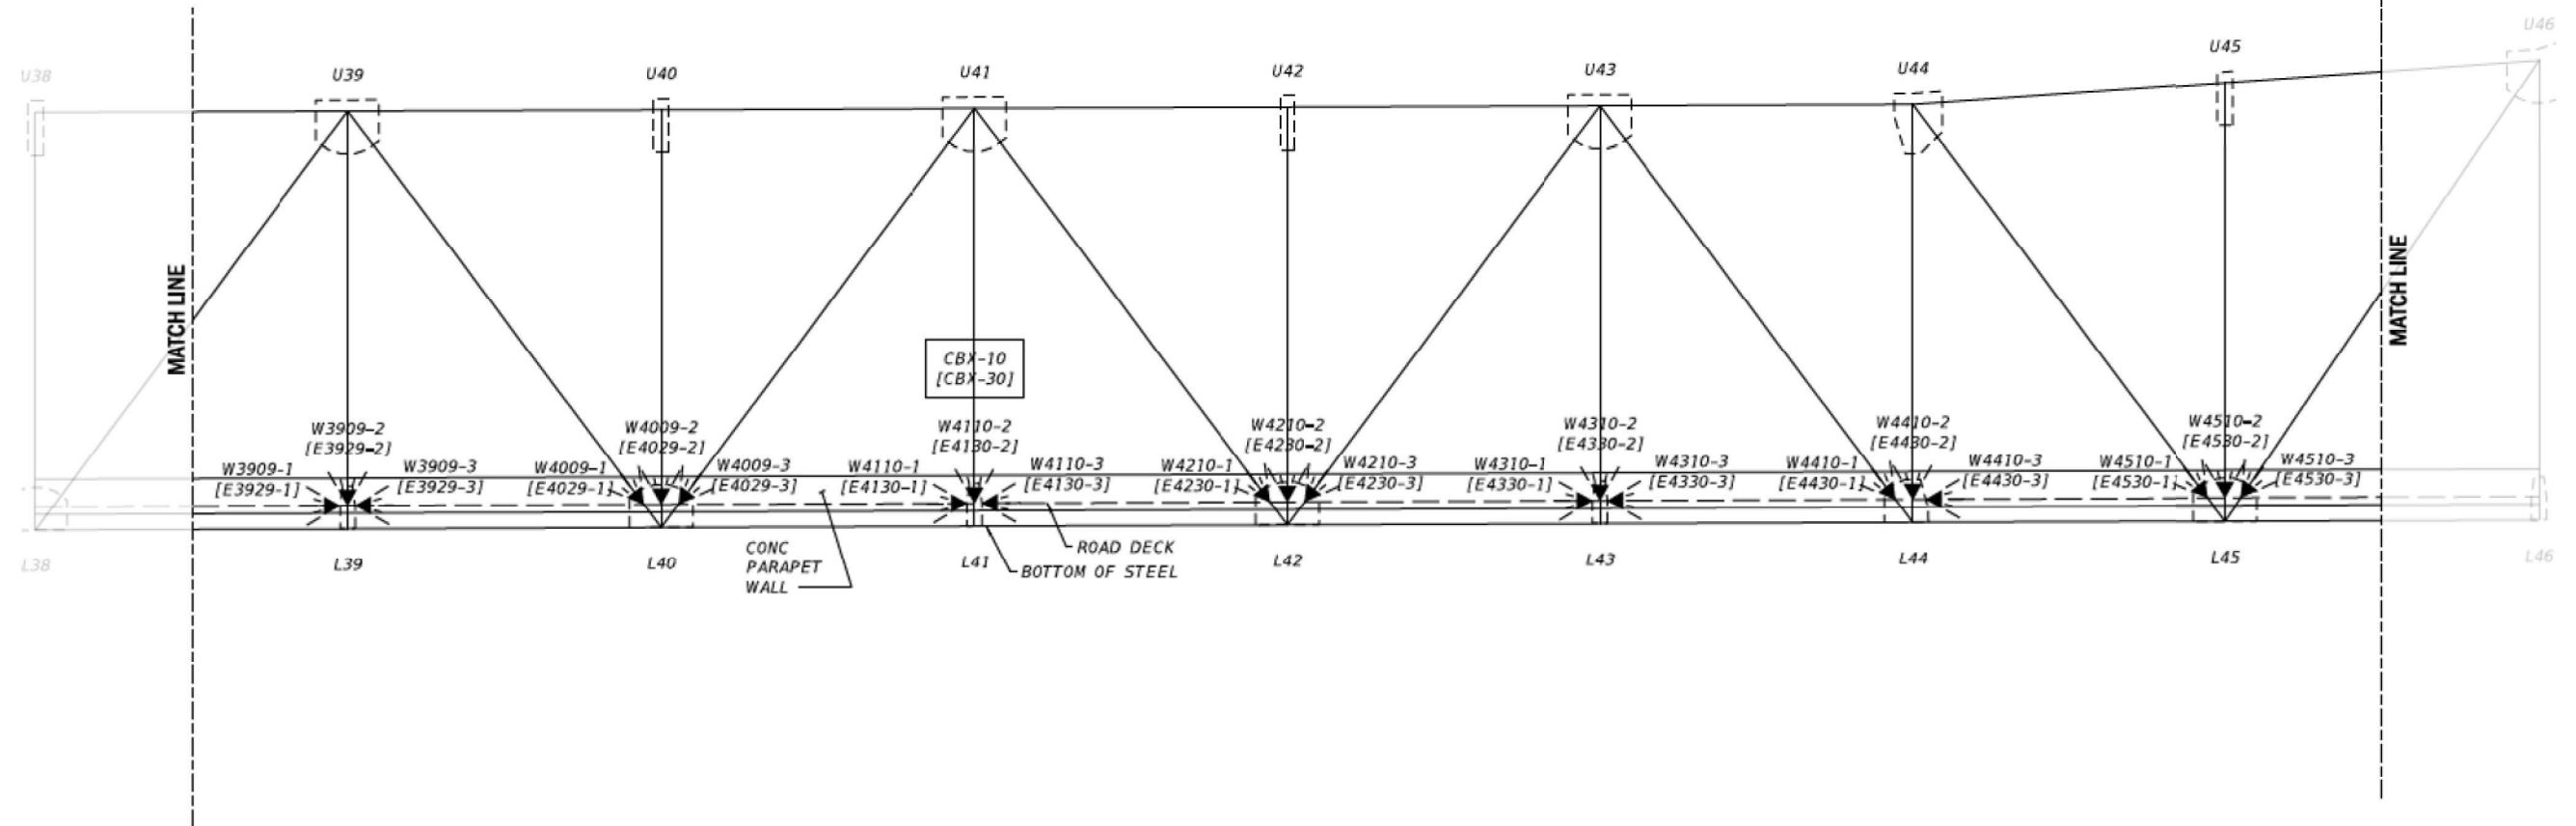 U46
U45
U38
U39
U40
U41
U42
U43
U44
MATCH LINE
MATCH LINE
CBX-10
[CBX-30]
W3909-2
[E3929-2]
W4009-2
[E4029-2]
W4110-2
[E4130-2]
W4210-2
[E4230-2]
W4310-2
[E4330-2]
W4410-2
[E4430-2]
W4510-2
[E4530-2]
W3909-1
[E3929-1]
W3909-3
[E3929-3]
W4009-1
[E4029-1]
W4009-3
[E4029-3]
W4110-1
[E4130-1]
W4110-3
[E4130-3]
W4210-1
[E4230-1]
W4210-3
[E4230-3]
W4310-1
[E4330-1]
W4310-3
[E4330-3]
W4410-1
[E4430-1]
W4410-3
[E4430-3]
W4510-1
[E4530-1]
W4510-3
[E4530-3]
CONC
PARAPET
WALL
ROAD DECK
BOTTOM OF STEEL
L38
L39
L40
L41
L42
L43
L44
L45
L46